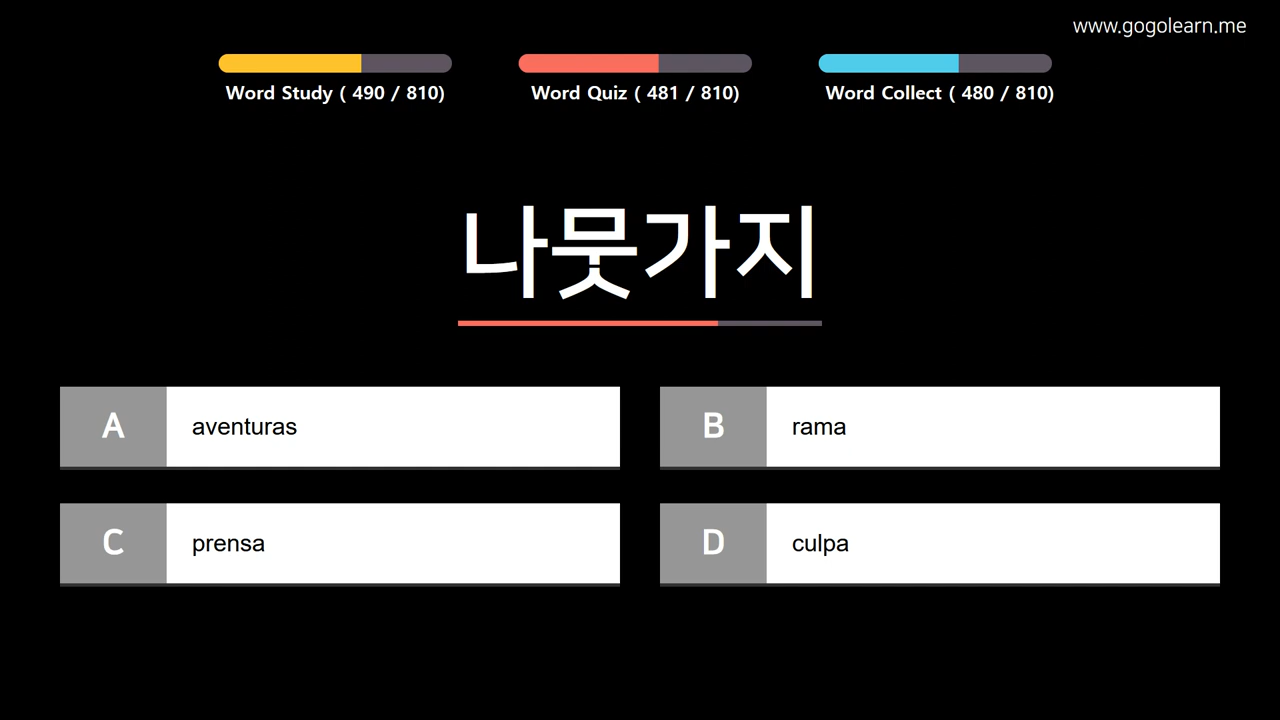 www.gogolearn.me
Word Study ( 490 / 810)
Word Quiz ( 481 / 810)
Word Collect ( 480 / 810)
나뭇가지
A
aventuras
B
rama
C
prensa
D
culpa